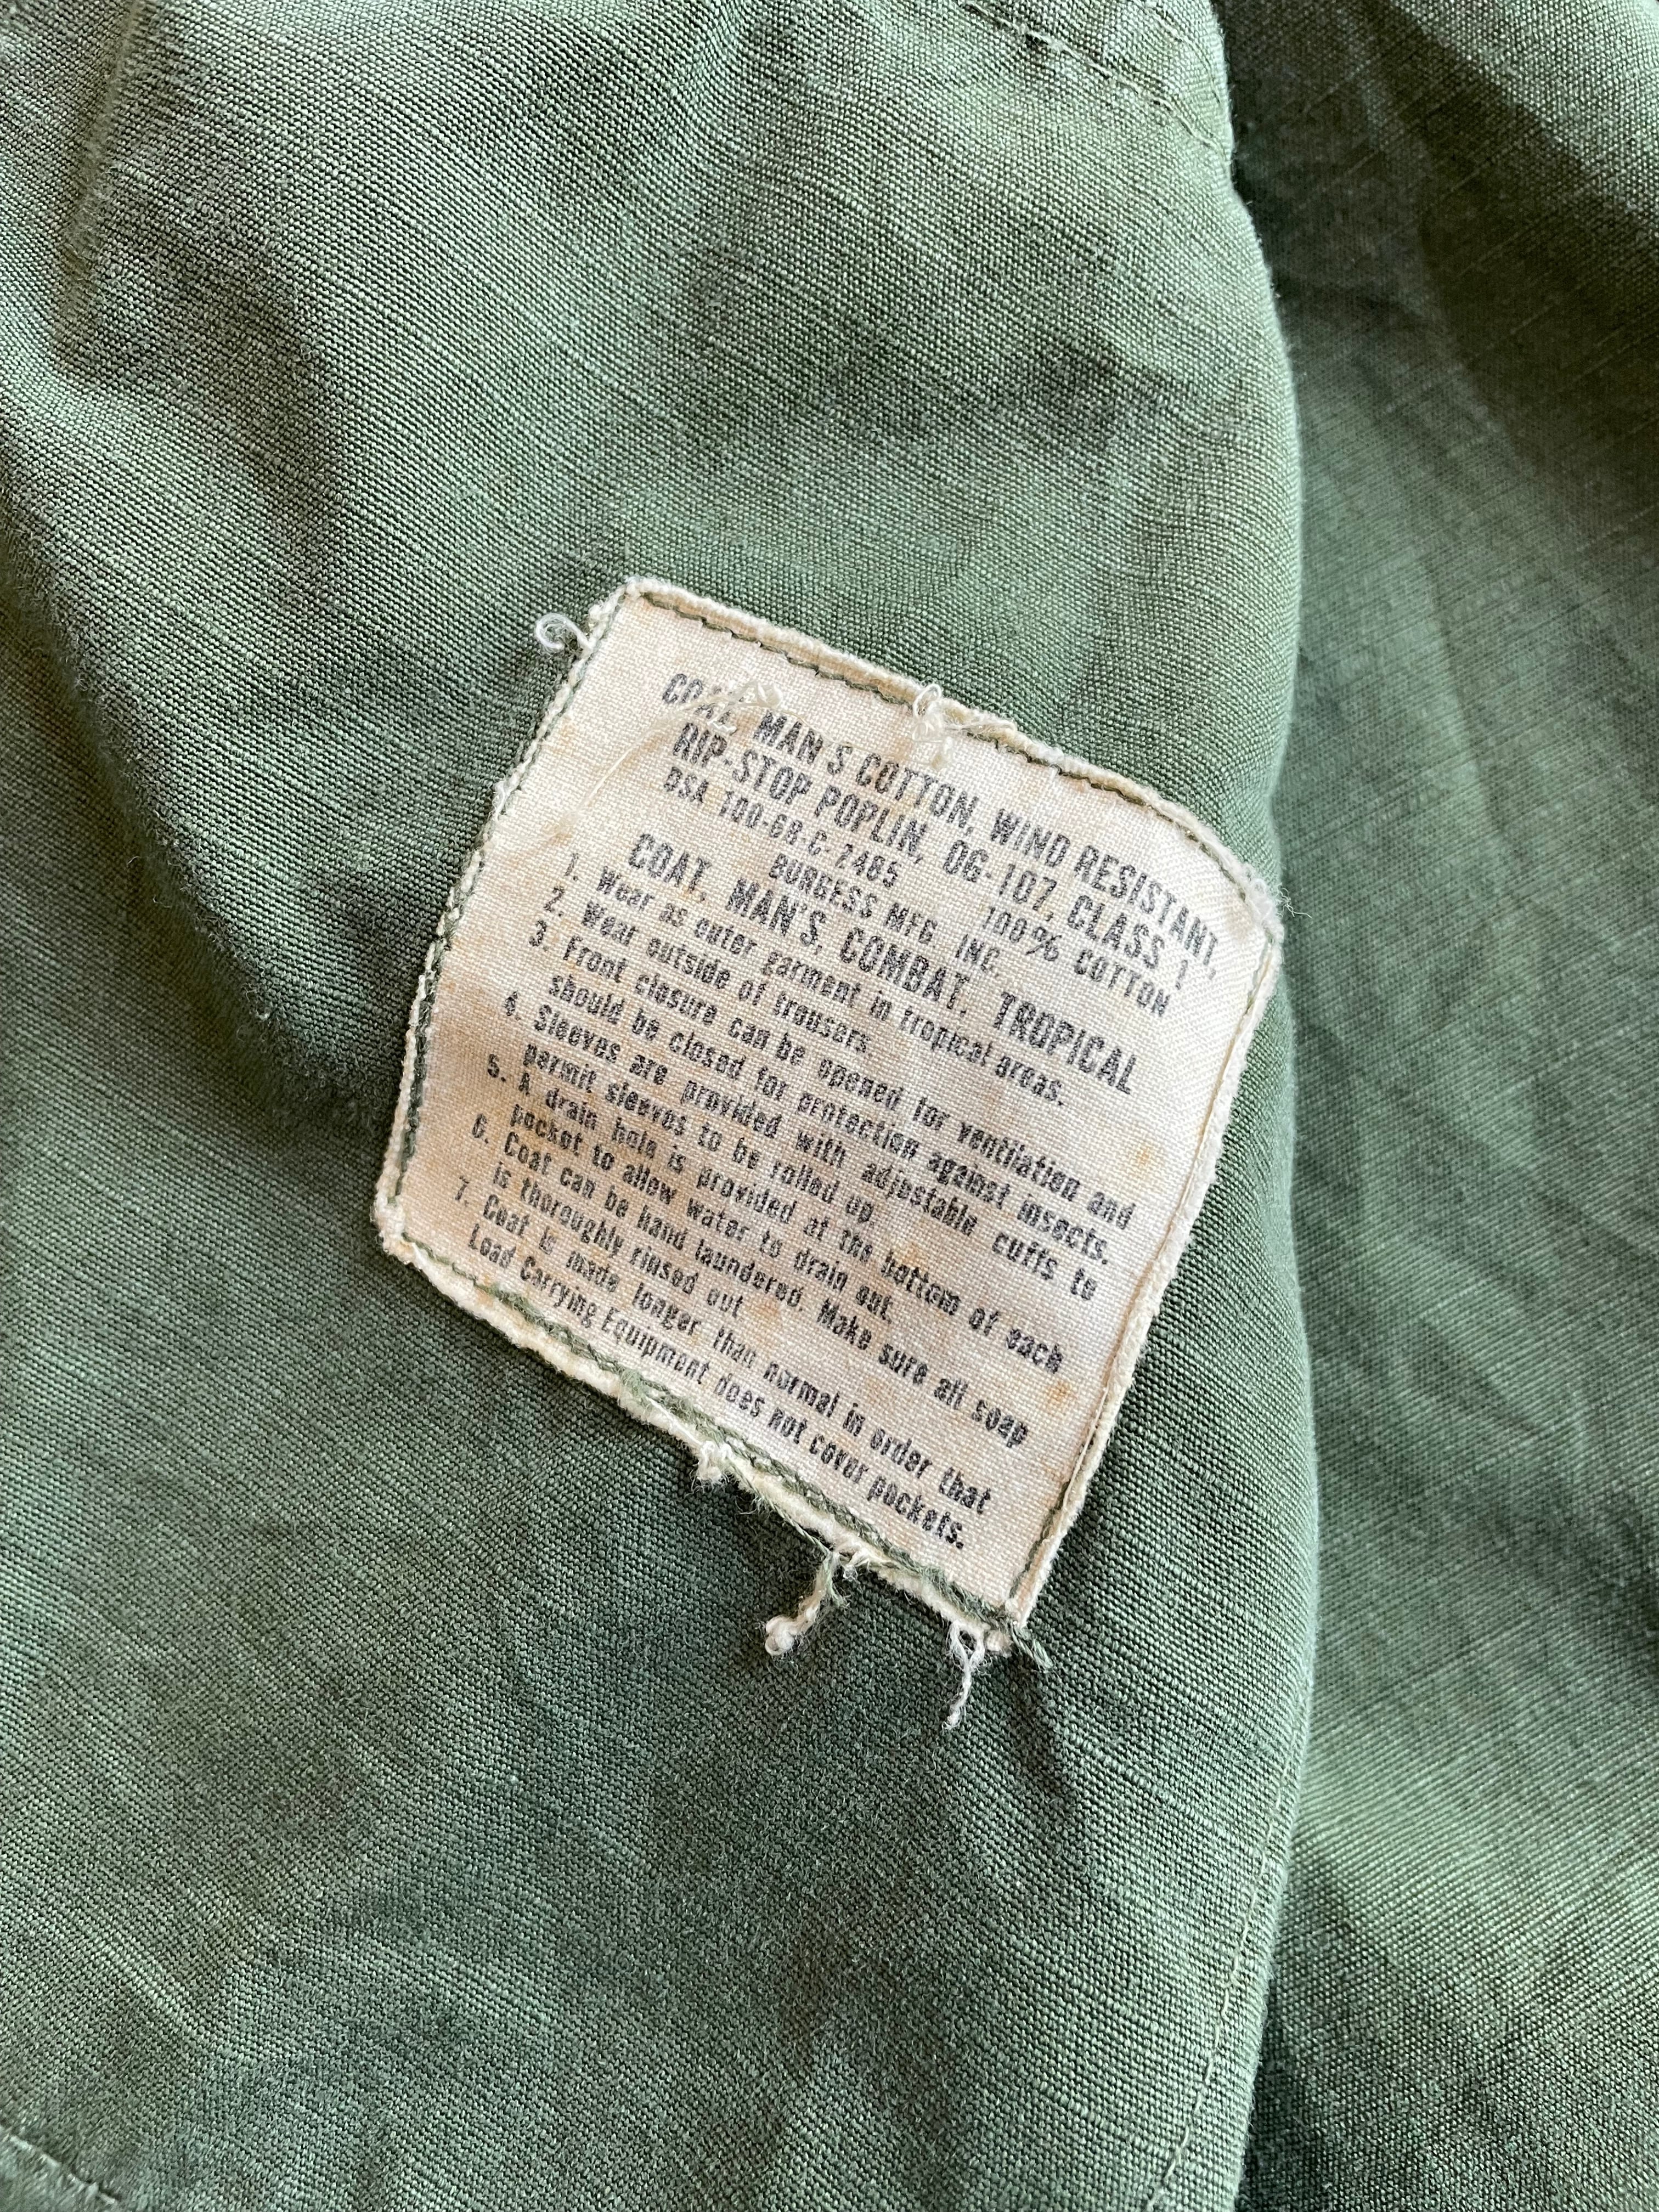 COAT, MAN'S COTTON, WIND RESISTANT,
RIP-STOP POPLIN, OG-107, CLASS 1
DSA 100-68-C-2485 100% COTTON
BURGESS MFG. INC.
COAT, MAN'S, COMBAT, TROPICAL
1. Wear as outer garment in tropical areas.
2. Wear outside of trousers.
3. Front closure can be opened for ventilation and
should be closed for protection against insects.
4. Sleeves are provided with adjustable cuffs to
permit sleeves to be rolled up.
5. A drain hole is provided at the bottom of each
pocket to allow water to drain out.
6. Coat can be hand laundered. Make sure all soap
is thoroughly rinsed out
7. Coat is made longer than normal in order that
Load Carrying Equipment does not cover pockets.